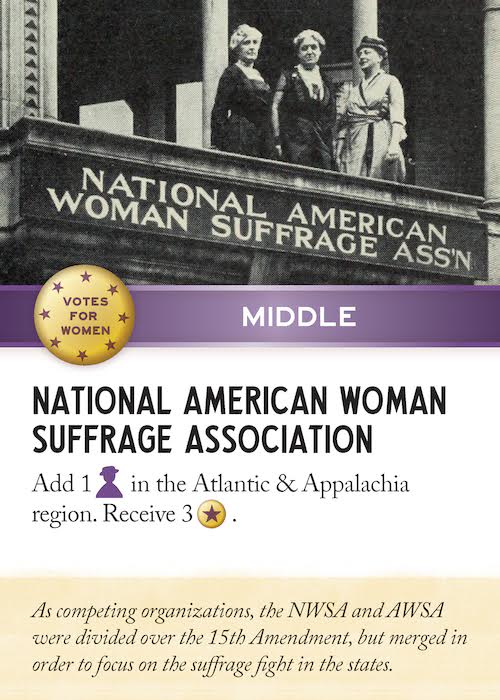 NATIONAL AMERICAN
WOMAN SUFFRAGE ASS'N
VOTES
FOR
WOMEN
MIDDLE
NATIONAL AMERICAN WOMAN
SUFFRAGE ASSOCIATION
Add 1 in the Atlantic & Appalachia
region. Receive 3 .
As competing organizations, the NWSA and AWSA
were divided over the 15th Amendment, but merged in
order to focus on the suffrage fight in the states.